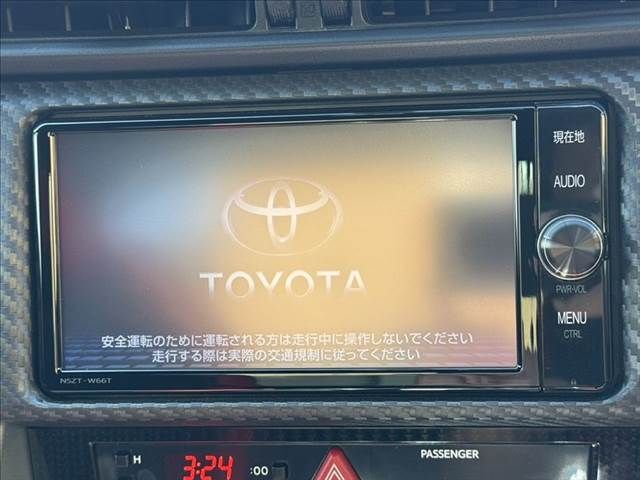 現在地
AUDIO
TOYOTA
PWR-VOL
MENU
CTRL
安全運転のために運転される方は走行中に操作しないでください
走行する際は実際の交通規制に従ってください
NSZT-W66T
PASSENGER
H
3:24
:00